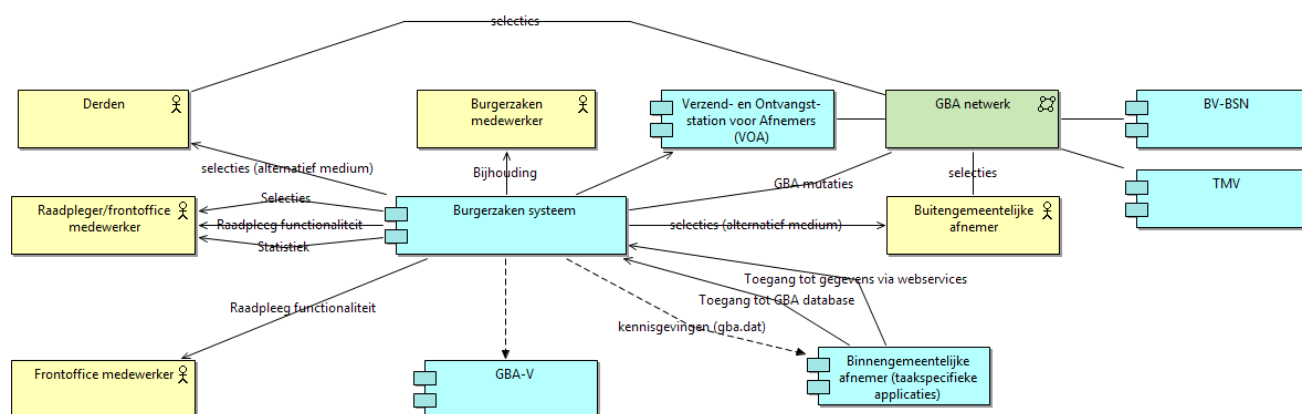 selecties
Derden
Burgerzaken
medewerker
Verzend- en Ontvangst-
station voor Afnemers
(VOA)
GBA netwerk
BV-BSN
selecties (alternatief medium)
Bijhouding
GBA mutaties
selecties
TMV
Raadpleger/frontoffice
medewerker
Selecties
Raadpleeg functionaliteit
Statistiek
Burgerzaken systeem
selecties (alternatief medium)
Buitengemeentelijke
afnemer
Toegang tot gegevens via webservices
Toegang tot GBA database
Raadpleeg functionaliteit
kennisgevingen (gba.dat)
Frontoffice medewerker
GBA-V
Binnengemeentelijke
afnemer (taakspecifieke
applicaties)